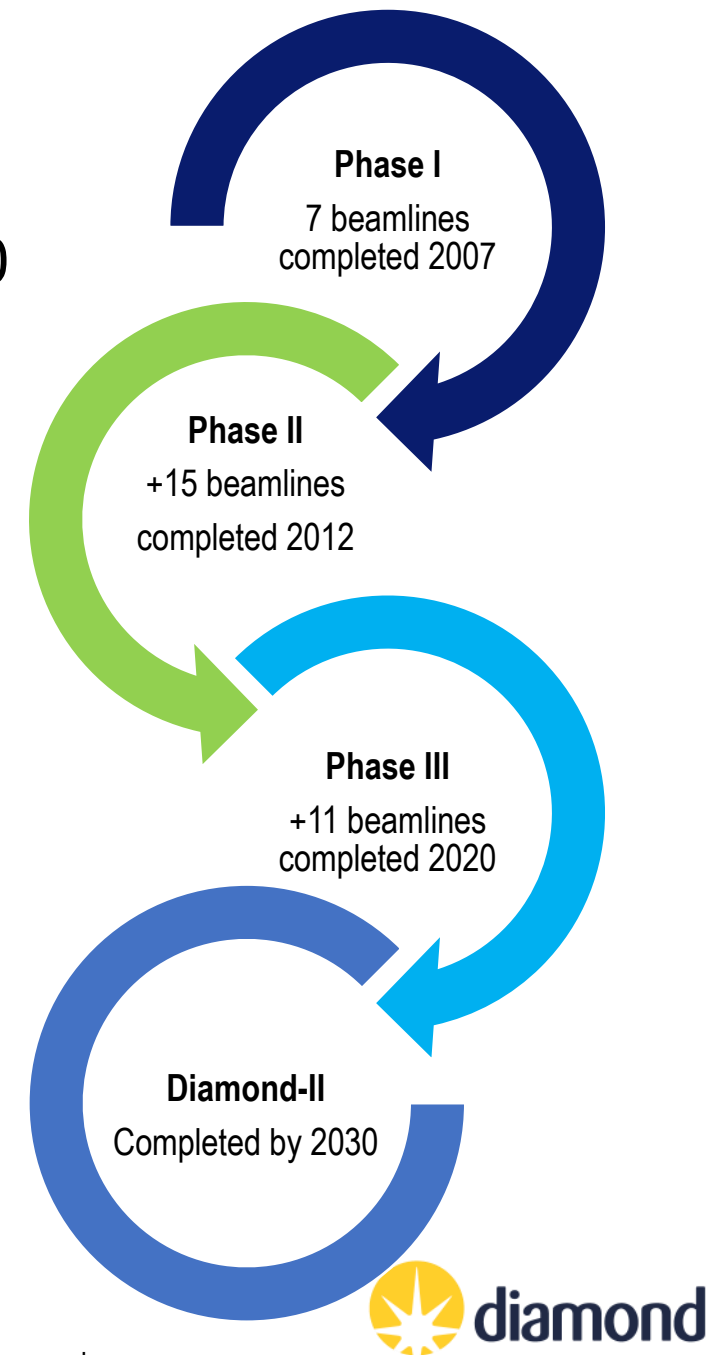 Phase I
7 beamlines
completed 2007
Phase II
+15 beamlines
completed 2012
Phase III
+11 beamlines
completed 2020
Diamond-II
Completed by 2030
diamond